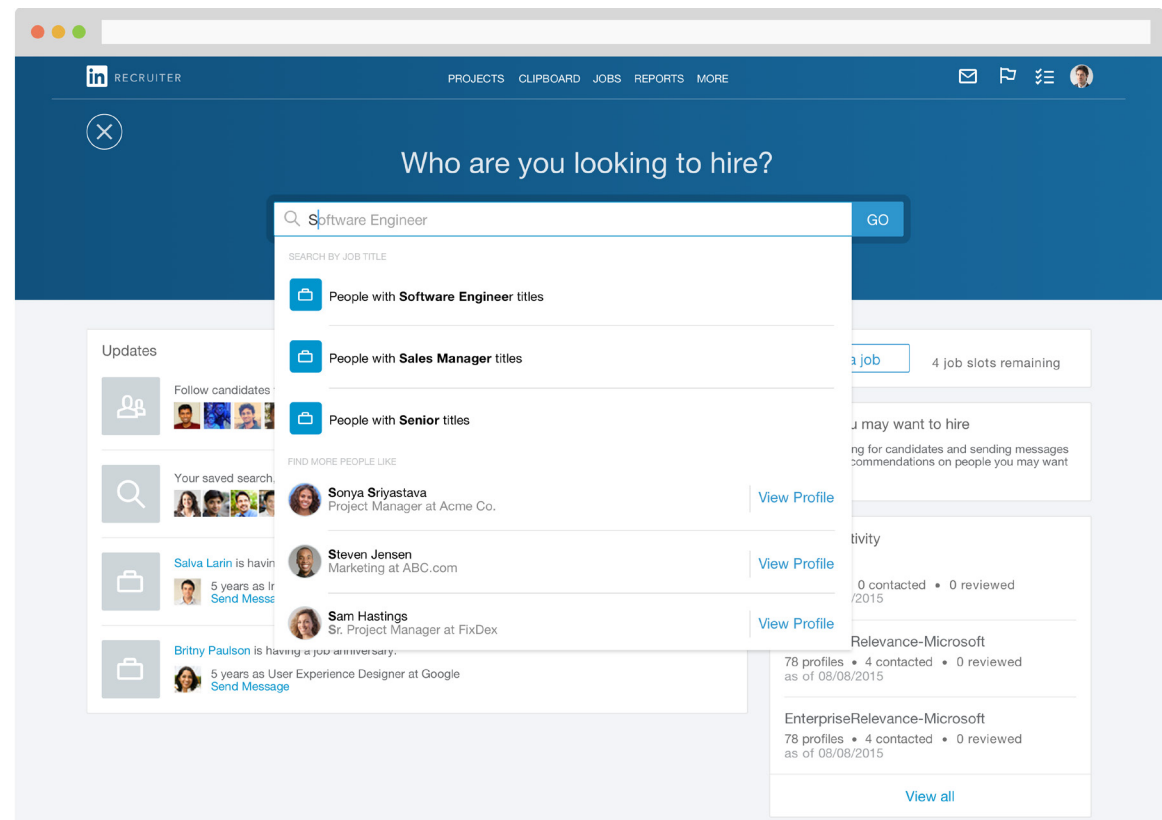 in RECRUITER
PROJECTS CLIPBOARD JOBS REPORTS MORE
Who are you looking to hire?
Software Engineer
GO
SEARCH BY JOB TITLE
People with Software Engineer titles
People with Sales Manager titles
People with Senior titles
FIND MORE PEOPLE LIKE
Sonya Sriyastava
Project Manager at Acme Co.
View Profile
Steven Jensen
Marketing at ABC.com
View Profile
Sam Hastings
Sr. Project Manager at FixDex
View Profile
Updates
Follow candidates
Your saved search,
Salva Larin is havin
5 years as
Send Messa
Britny Paulson is having a job anniversary.
5 years as User Experience Designer at Google
Send Message
a job
4 job slots remaining
may want to hire
ng for candidates and sending messages
commendations on people you may want
tivity
0 contacted • 0 reviewed
/2015
Relevance-Microsoft
78 profiles • 4 contacted • 0 reviewed
as of 08/08/2015
EnterpriseRelevance-Microsoft
78 profiles • 4 contacted • 0 reviewed
as of 08/08/2015
View all